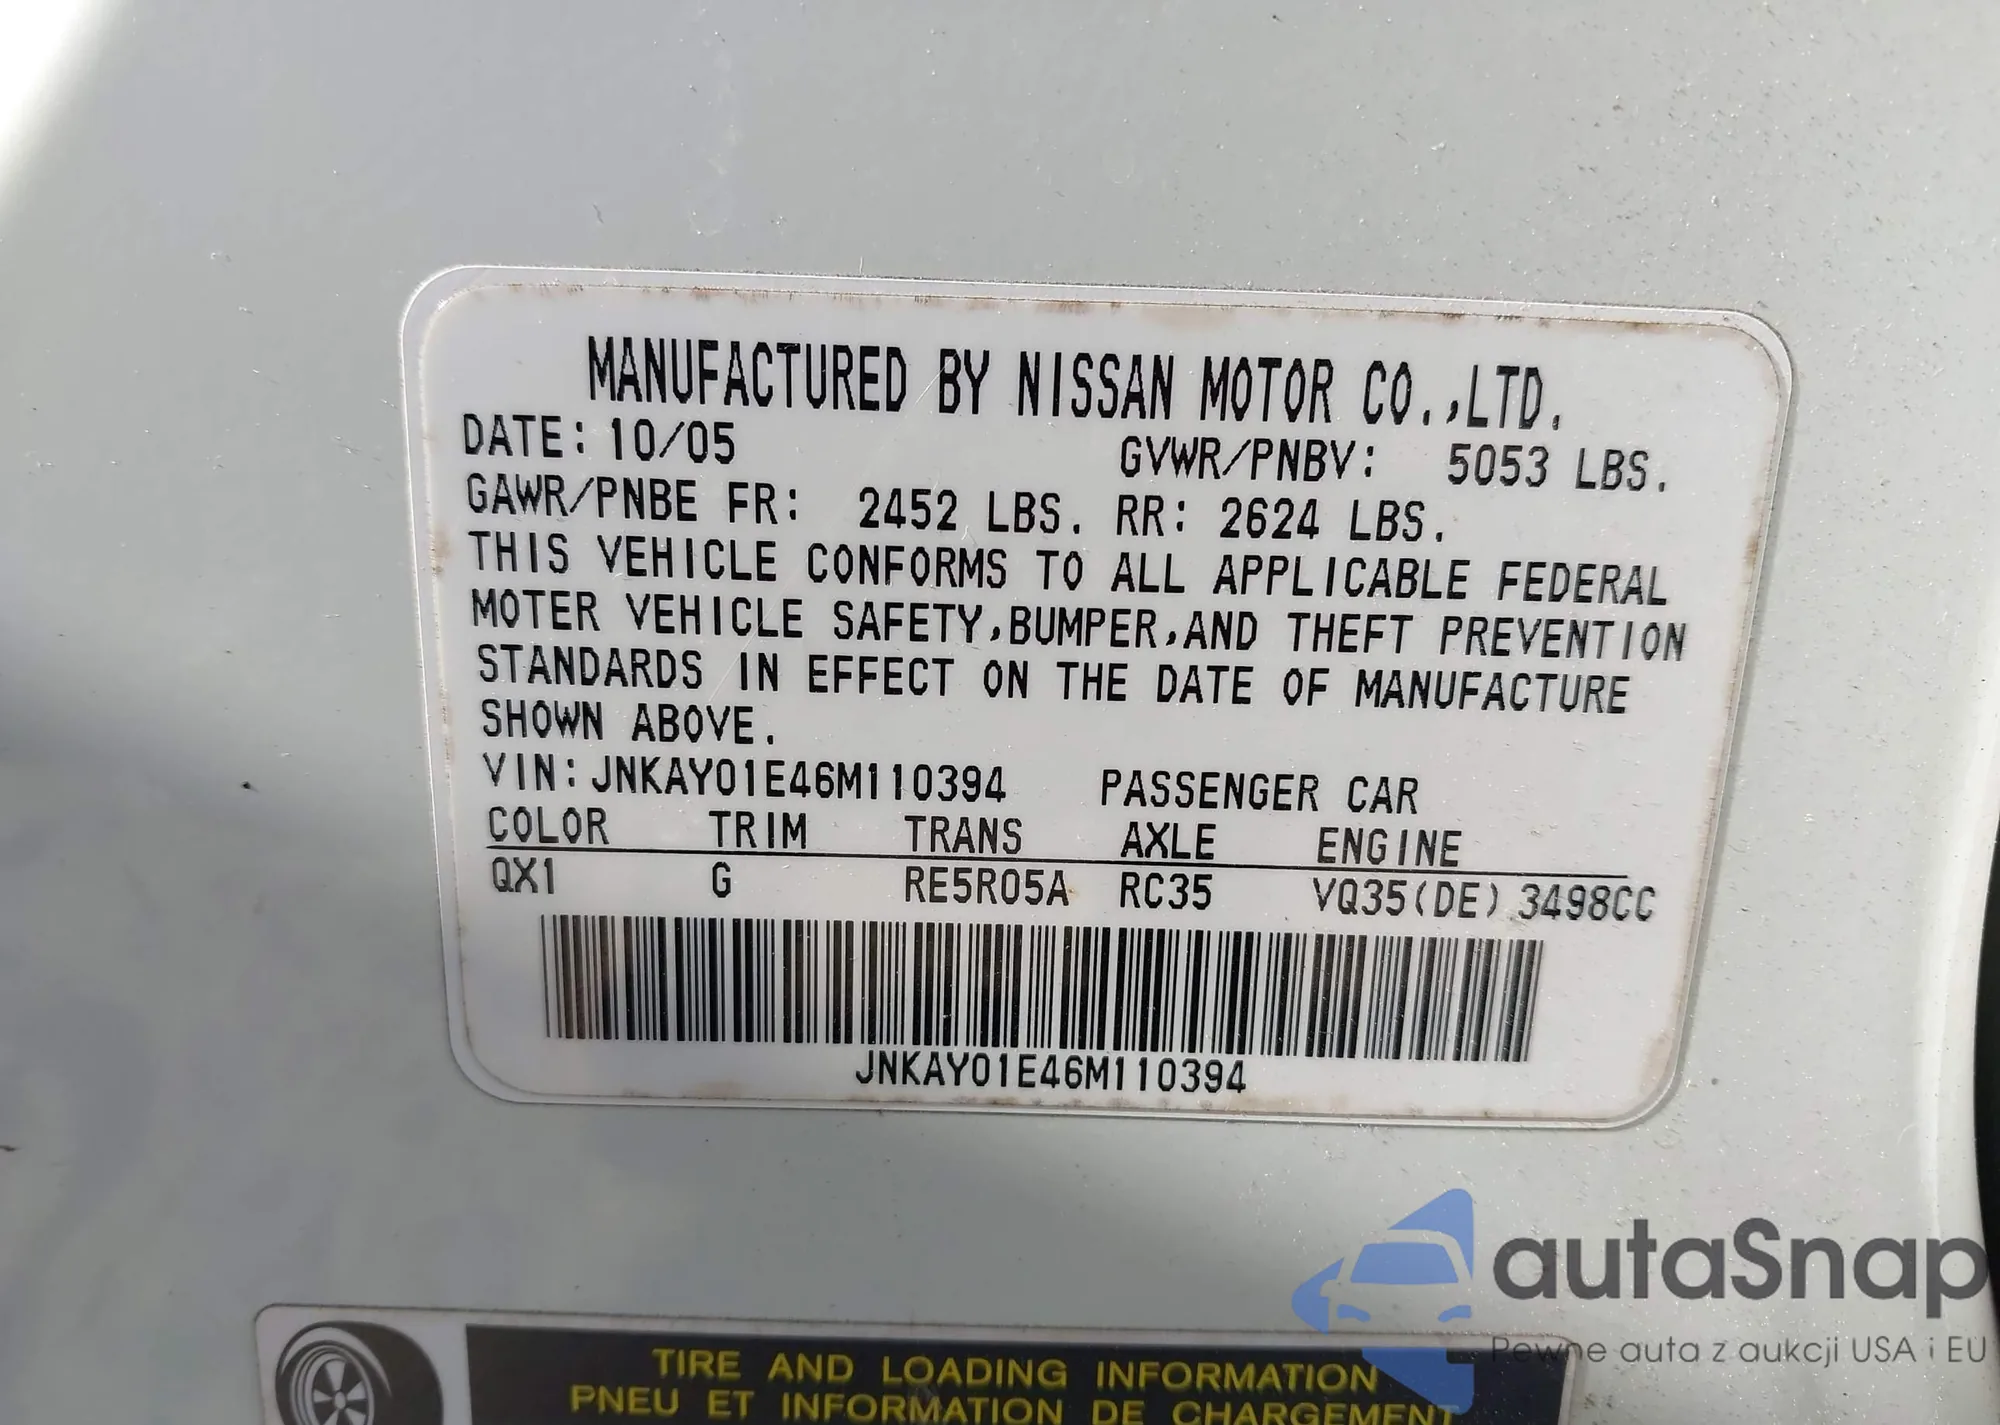 MANUFACTURED BY NISSAN MOTOR CO.,LTD.
DATE: 10/05 GVWR/PNBV: 5053 LBS.
GAWR/PNBE FR: 2452 LBS. RR: 2624 LBS.
THIS VEHICLE CONFORMS TO ALL APPLICABLE FEDERAL
MOTER VEHICLE SAFETY,BUMPER,AND THEFT PREVENTION
STANDARDS IN EFFECT ON THE DATE OF MANUFACTURE
SHOWN ABOVE.
VIN: JNKAY01E46M110394 PASSENGER CAR
COLOR TRIM TRANS AXLE ENGINE
QX1 G RE5R05A RC35 VQ35(DE) 3498CC
JNKAY01E46M110394
autaSnap
Pewne auta z aukcji USA i EU
TIRE AND LOADING INFORMATION
PNEU ET INFORMATION DE CHARGEMENT